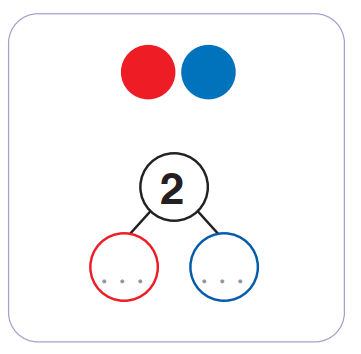 2
. . . . . .